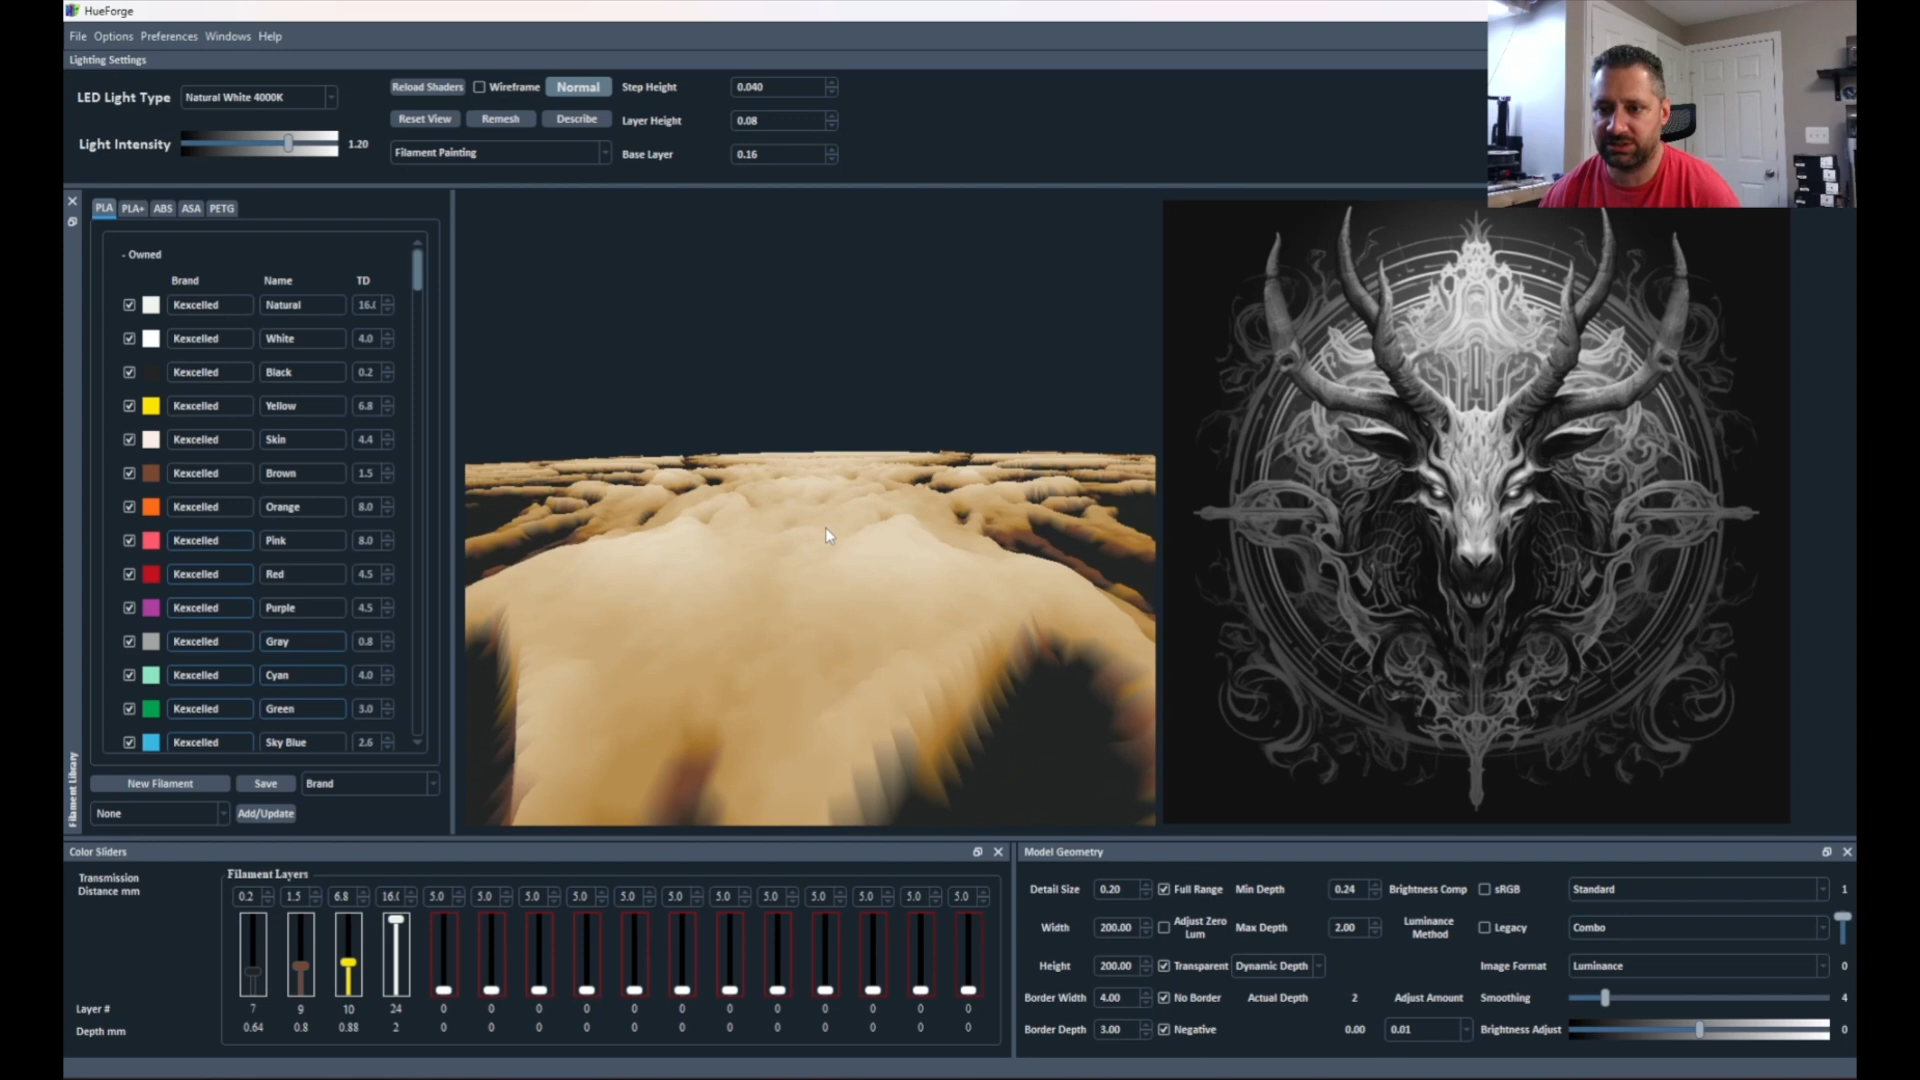 HueForge
File Options Preferences Windows Help
Lighting Settings
LED Light Type Natural White 4000K
Light Intensity 1.20
Reload Shaders Wireframe Normal
Reset View Remesh Describe
Filament Painting
Step Height 0.040
Layer Height 0.08
Base Layer 0.16
PLA PLA+ ABS ASA PETG
- Owned
Brand Name TD
Kexcelled Natural
Kexcelled White 4.0
Kexcelled Black 0.2
Kexcelled Yellow 6.8
Kexcelled Skin 4.4
Kexcelled Brown 1.5
Kexcelled Orange 8.0
Kexcelled Pink 8.0
Kexcelled Red 4.5
Kexcelled Purple 4.5
Kexcelled Gray 0.8
Kexcelled Cyan 4.0
Kexcelled Green 3.0
Kexcelled Sky Blue 2.6
New Filament Save Brand
None Add/Update
Filament Library
Color Sliders
Filament Layers
Transmission
Distance mm
0.2 1.5 6.8 5.0 5.0 5.0 5.0 5.0 5.0 5.0 5.0 5.0 5.0 5.0 5.0
Layer # 7 9 10 24 0 0 0 0 0 0 0 0 0 0 0 0
Depth mm 0.64 0.8 0.88 2 0 0 0 0 0 0 0 0 0 0 0 0
Model Geometry
Detail Size 0.20 Full Range Min Depth 0.24 Brightness Comp sRGB Standard 1
Width 200.00 Adjust Zero Lum Max Depth 2.00 Luminance Method Legacy Combo
Height 200.00 Transparent Dynamic Depth Image Format Luminance 0
Border Width 4.00 No Border Actual Depth 2 Adjust Amount Smoothing 4
Border Depth 3.00 Negative 0.00 0.01 Brightness Adjust 0